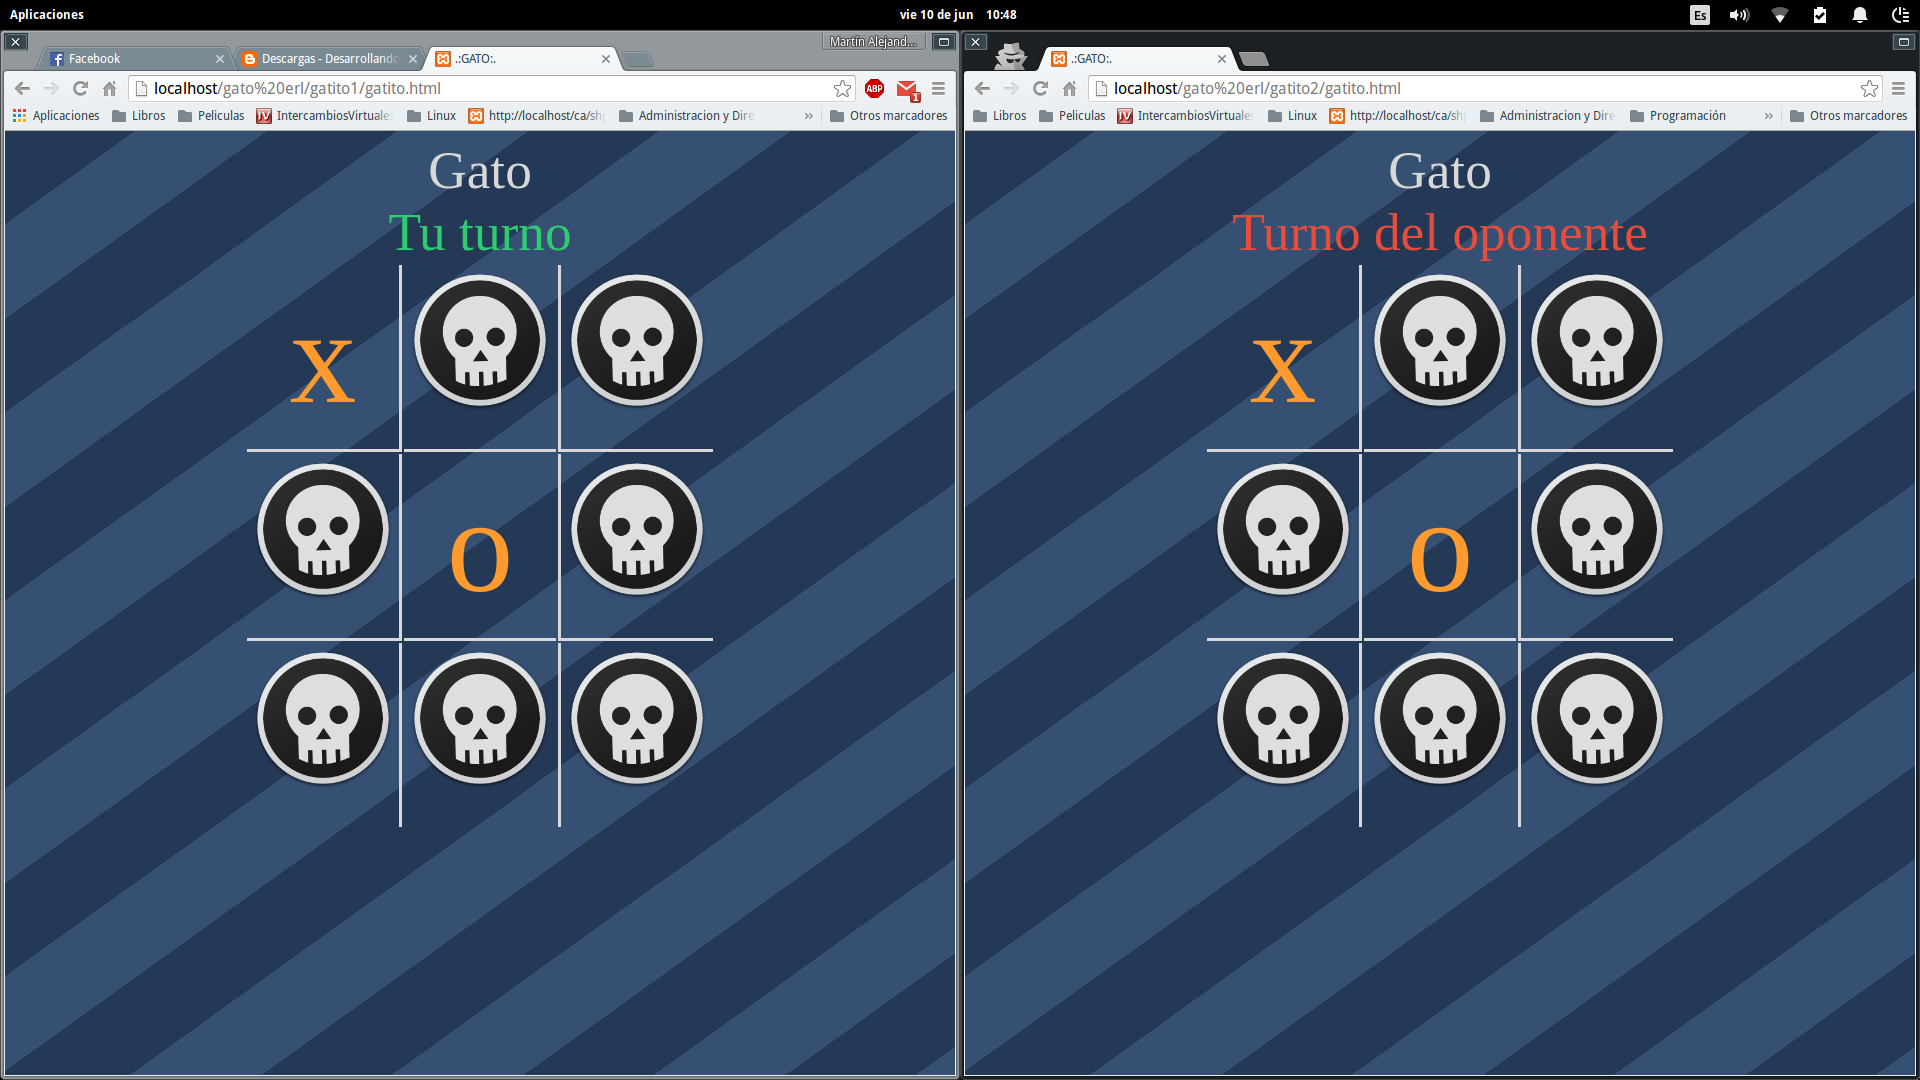 Aplicaciones
vie 10 de jun 10:48
Es
Facebook
Descargas - Desarrollando
.:GATO:.
Martín Alejand...
localhost/gato%20erl/gatito1/gatito.html
ABP
1
Aplicaciones
Libros
Peliculas
IntercambiosVirtuales
Linux
http://localhost/ca/sh
Administracion y Dire
»
Otros marcadores
Gato
Tu turno
x
o
.:GATO:.
localhost/gato%20erl/gatito2/gatito.html
Libros
Peliculas
IntercambiosVirtuale
Linux
http://localhost/ca/sh
Administracion y Dire
Programación
»
Otros marcadores
Gato
Turno del oponente
x
o